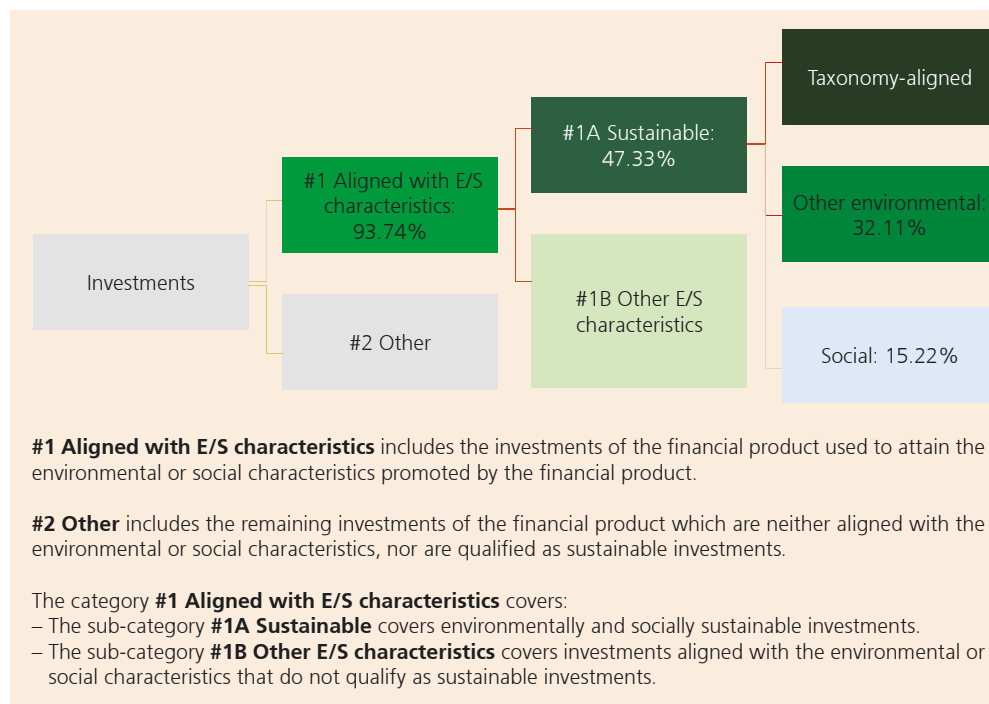 Taxonomy-aligned
#1A Sustainable:
47.33%
#1 Aligned with E/S
characteristics:
93.74%
Other environmental:
32.11%
Investments
#1B Other E/S
characteristics
#2 Other
Social: 15.22%
#1 Aligned with E/S characteristics includes the investments of the financial product used to attain the
environmental or social characteristics promoted by the financial product.
#2 Other includes the remaining investments of the financial product which are neither aligned with the
environmental or social characteristics, nor are qualified as sustainable investments.
The category #1 Aligned with E/S characteristics covers:
– The sub-category #1A Sustainable covers environmentally and socially sustainable investments.
– The sub-category #1B Other E/S characteristics covers investments aligned with the environmental or
social characteristics that do not qualify as sustainable investments.